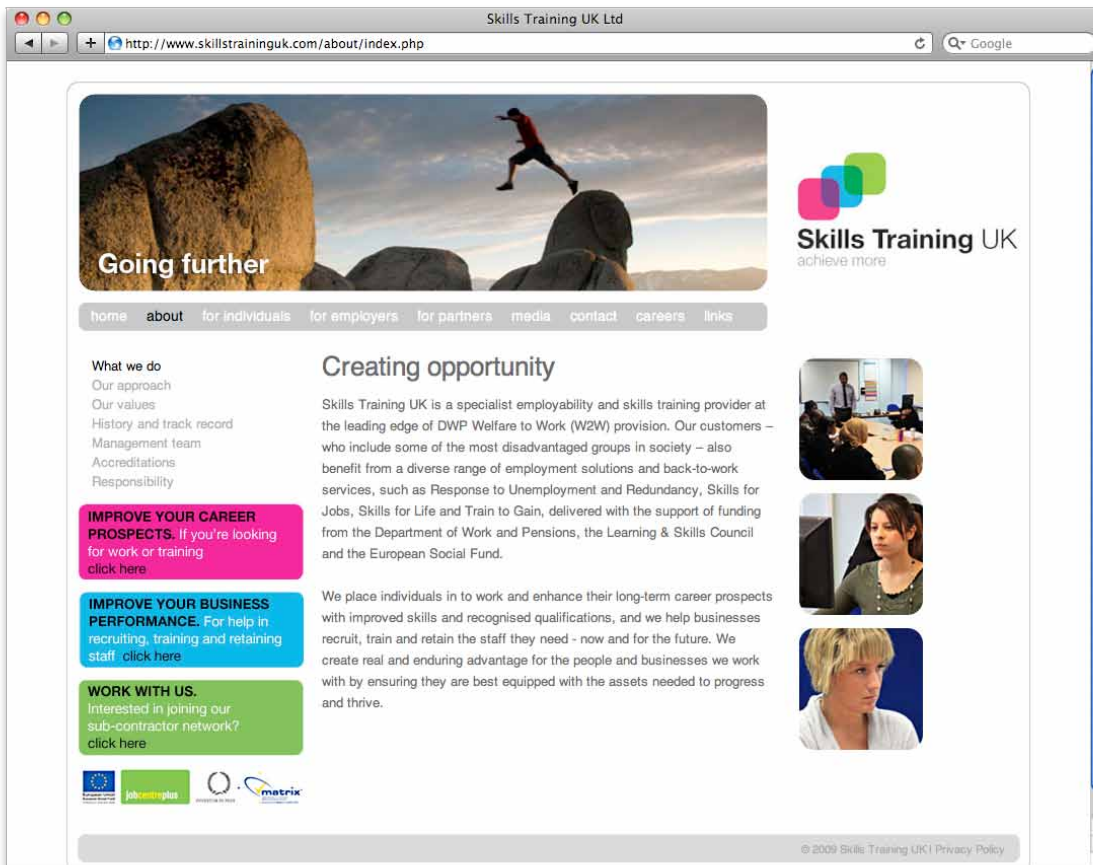 Skills Training UK Ltd
http://www.skillstraininguk.com/about/index.php
Google
Going further
Skills Training UK
achieve more
home about for individuals for employers for partners media contact careers links
What we do
Our approach
Our values
History and track record
Management team
Accreditations
Responsibility
IMPROVE YOUR CAREER
PROSPECTS. If you're looking
for work or training
click here
IMPROVE YOUR BUSINESS
PERFORMANCE. For help in
recruiting, training and retaining
staff click here
WORK WITH US.
Interested in joining our
sub-contractor network?
click here
jobcentreplus
matrix
Creating opportunity
Skills Training UK is a specialist employability and skills training provider at
the leading edge of DWP Welfare to Work (W2W) provision. Our customers –
who include some of the most disadvantaged groups in society – also
benefit from a diverse range of employment solutions and back-to-work
services, such as Response to Unemployment and Redundancy, Skills for
Jobs, Skills for Life and Train to Gain, delivered with the support of funding
from the Department of Work and Pensions, the Learning & Skills Council
and the European Social Fund.
We place individuals in to work and enhance their long-term career prospects
with improved skills and recognised qualifications, and we help businesses
recruit, train and retain the staff they need - now and for the future. We
create real and enduring advantage for the people and businesses we work
with by ensuring they are best equipped with the assets needed to progress
and thrive.
© 2009 Skills Training UK | Privacy Policy